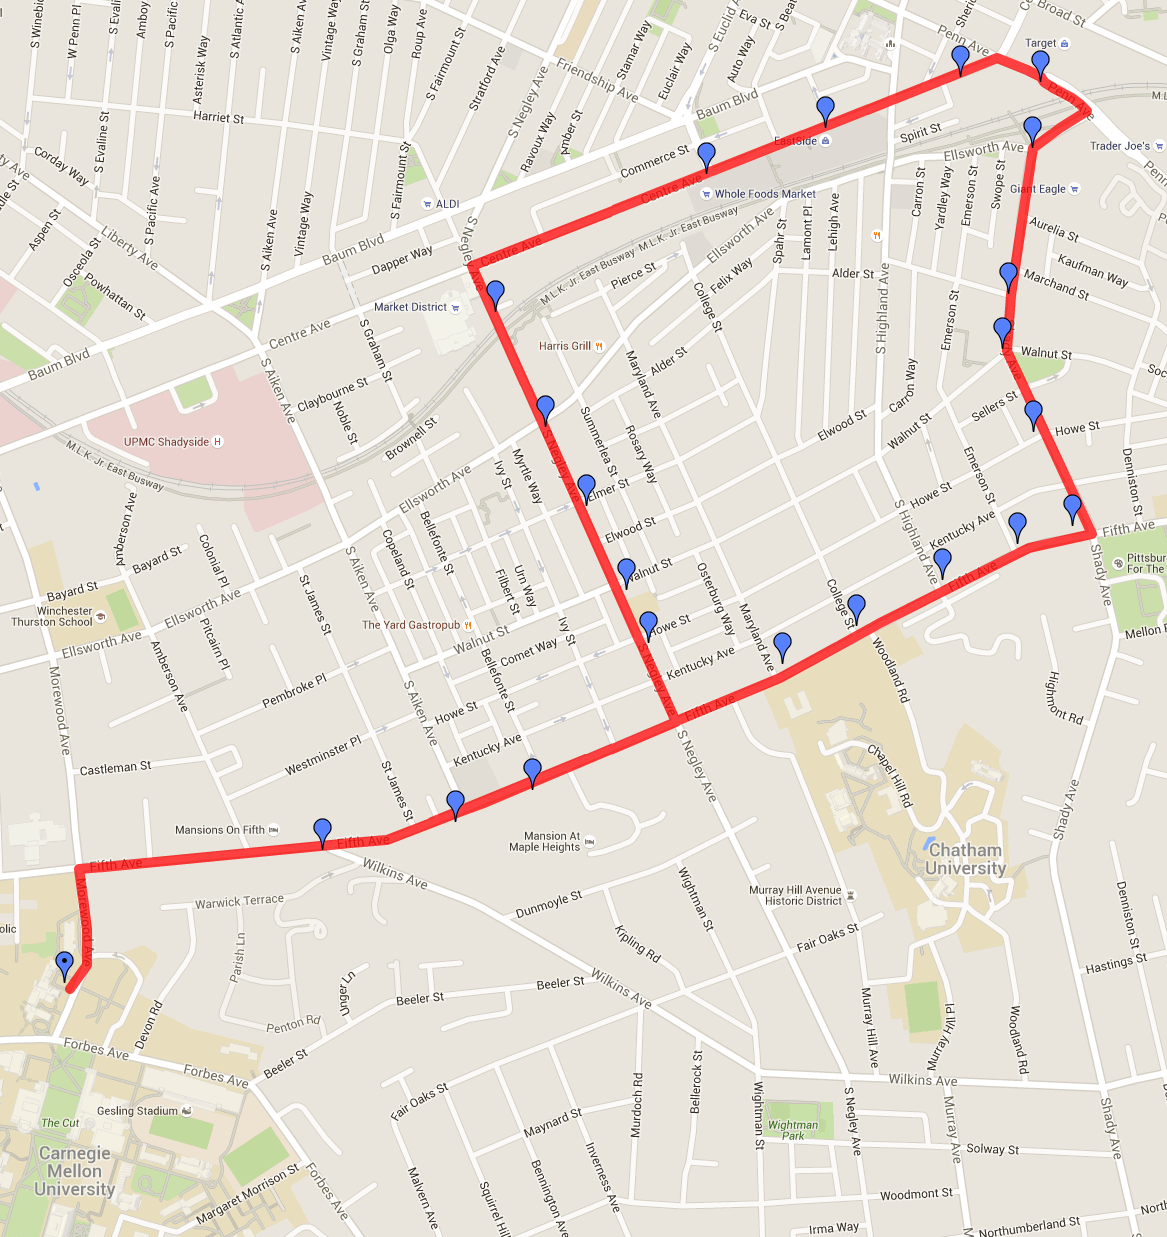 S Winebid
W Penn Pl
S Evaline St
Amboy
S Pacific
S Atlantic A
S Aiken Ave
Vintage Way
S Graham St
Olga Way
Roup Ave
S Fairmount St
Stratford Ave
S Negley Ave
Friendship Ave
Stamar Way
Euclair Way
S Euclid A
Eva St
S Beat
Auto Way
Penn Ave
Sheric
Broad St
Target
Asterisk Way
Harriet St
Baum Blvd
Penn Ave
EastSide
Spirit St
Ellsworth Ave
Trader Joe's
Penn
S Evaline St
Corday Way
ty Ave
S Pacific Ave
S Fairmount St
Ravoux Way
Amber St
Commerce St
Centre Ave
Whole Foods Market
Carron St
Yardley Way
Emerson St
Swope St
Giant Eagle
Aspen St
Osceola St
Liberty Ave
S Aiken Ave
Vintage Way
Baum Blvd
ALDI
S Negley Ave
Centre Ave
M.L.K. Jr. East Busway
M.L.K. Jr. East Busway
Ellsworth Ave
Spahr St
Lamont Pl
Lehigh Ave
Aurelia St
Powhattan St
Dapper Way
Pierce St
Felix Way
Alder St
Kaufman Way
Marchand St
Market District
College St
S Highland Ave
Emerson St
Centre Ave
Baum Blvd
S Graham St
Harris Grill
Alder St
Maryland Ave
Walnut St
S Aiken Ave
Claybourne St
Noble St
Carron Way
Sellers St
Howe St
UPMC Shadyside
Brownell St
Summerlea St
Rosary Way
Elwood St
Walnut St
M.L.K. Jr. East Busway
S Negley Ave
Ivy St
Myrtle Way
Ellsworth Ave
Elmer St
Emerson St
Howe St
Denniston St
Amberson Ave
Bellefonte St
Elwood St
S Highland Ave
Kentucky Ave
Fifth Ave
Colonial Pl
Copeland St
S Aiken Ave
Bayard St
Bayard St
St James St
Filbert St
Urn Way
Walnut St
Osburg Way
Maryland Ave
College St
Fifth Ave
Shady Ave
Pittsbur
For The
Winchester
Thurston School
Ellsworth Ave
Ellsworth Ave
Pitcairn Pl
The Yard Gastropub
Walnut St
Ivy St
Howe St
Mellon P
Morewood Ave
Amberson Ave
Pembroke Pl
Comet Way
Bellefonte St
Kentucky Ave
S Negley Ave
Woodland Rd
Highmont Rd
S Aiken Ave
Howe St
Fifth Ave
Westminster Pl
Kentucky Ave
S Negley Ave
Castleman St
St James St
Chapel Hill Rd
Shady Ave
Mansions On Fifth
Fifth Ave
Mansion At
Maple Heights
Chatham
University
Fifth Ave
Wilkins Ave
Morewood Ave
Warwick Terrace
Dunmoyle St
Wightman St
Murray Hill Avenue
Historic District
Denniston St
olic
Parish Ln
Kipling Rd
Fair Oaks St
Hastings St
Unger Ln
Beeler St
Beeler St
Wilkins Ave
Devon Rd
Penton Rd
Murray Hill Ave
Murray Hill Pl
Woodland Rd
Forbes Ave
Forbes Ave
Beeler St
Wilkins Ave
Gesling Stadium
The Cut
Fair Oaks St
Murdoch Rd
Bellerock St
Wightman St
S Negley Ave
Maynard St
Wightman
Park
Murray Ave
Shady Ave
Solway St
Carnegie
Mellon
University
Forbes Ave
Margaret Morrison St
Malvern Ave
Squirrel Hill
Bennington Ave
Inverness Ave
Woodmont St
Irma Way
Northumberland St
North